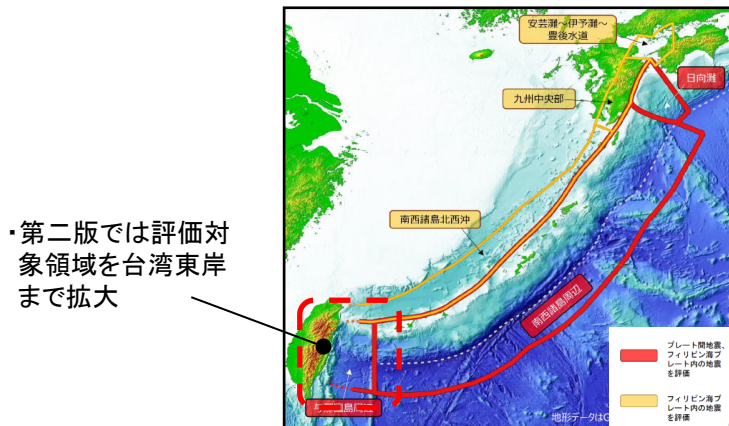 安芸灘～伊予灘～
豊後水道
日向灘
九州中央部
・第二版では評価対
象領域を台湾東岸
まで拡大
南西諸島北西沖
南西諸島周辺
プレート間地震、
フィリピン海プ
レート内の地震
を評価
フィリピン海プ
レート内の地震
を評価
地形データはG